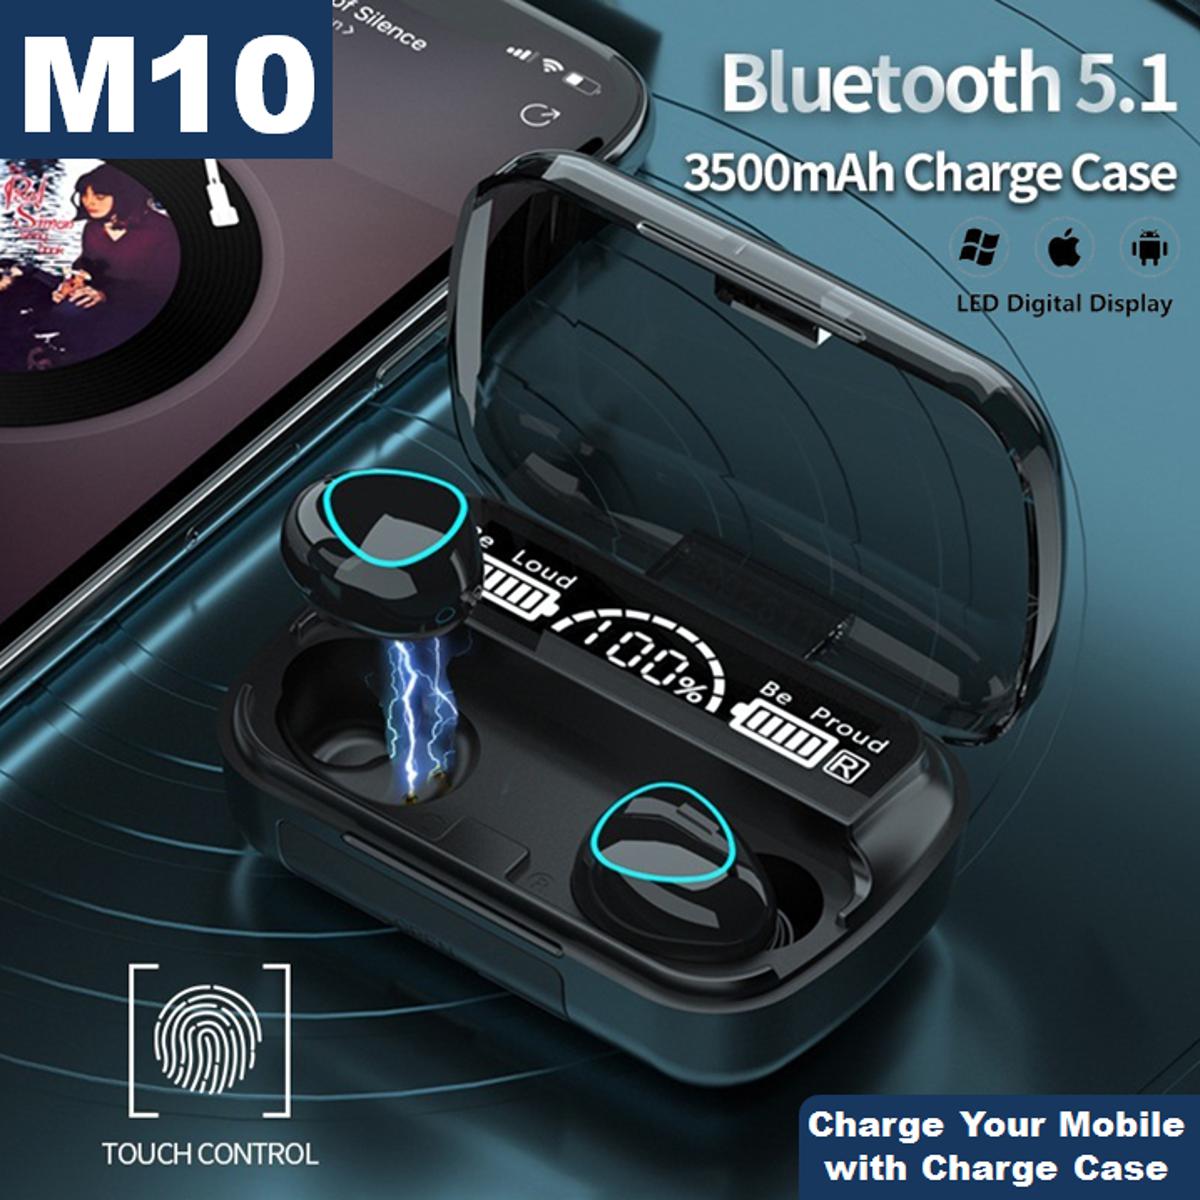 M10
of Silence
Bluetooth 5.1
3500mAh Charge Case
LED Digital Display
Loud
100%
Be Proud
R
TOUCH CONTROL
Charge Your Mobile
with Charge Case